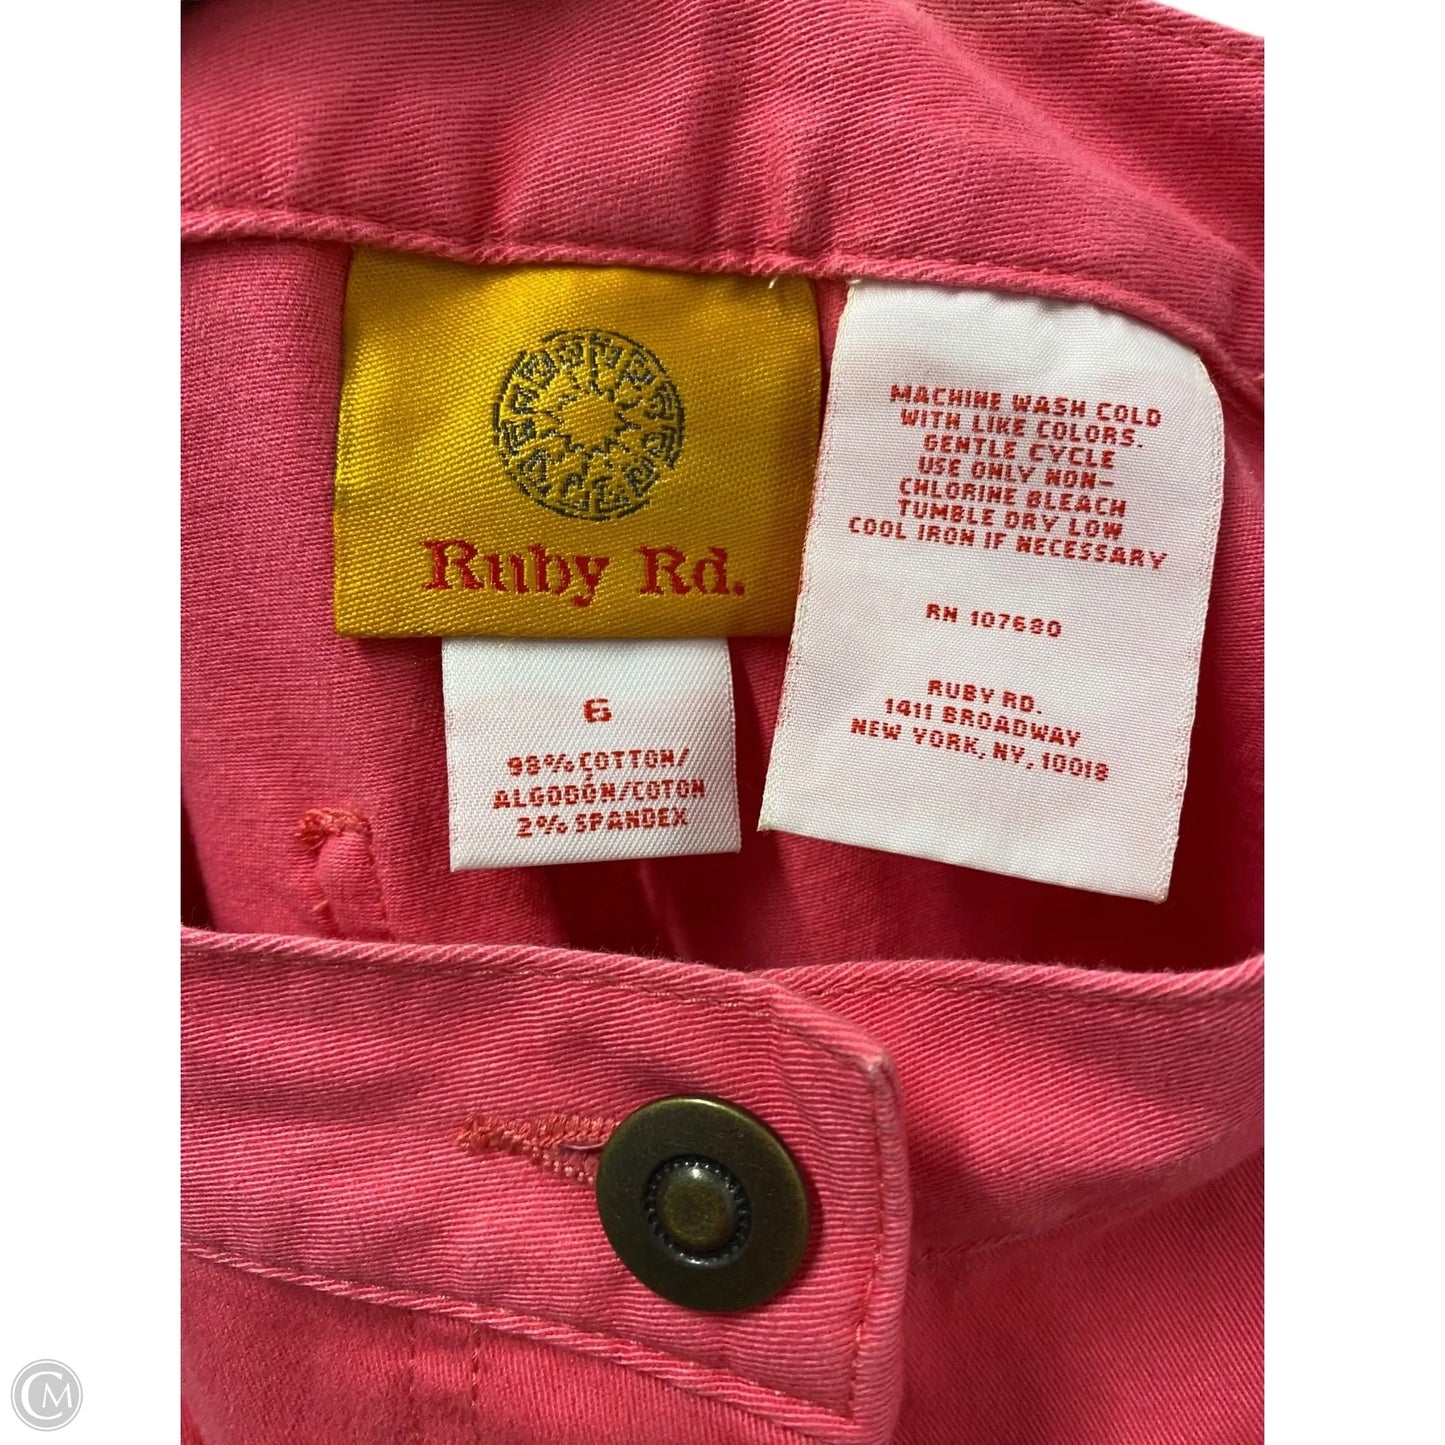 Ruby Rd.
6
98% COTTON/
ALGODÓN/COTON
2% SPANDEX
MACHINE WASH COLD
WITH LIKE COLORS.
GENTLE CYCLE
USE ONLY NON-
CHLORINE BLEACH
TUMBLE DRY LOW
COOL IRON IF NECESSARY
RN 107680
RUBY RD.
1411 BROADWAY
NEW YORK, NY, 10018
CM